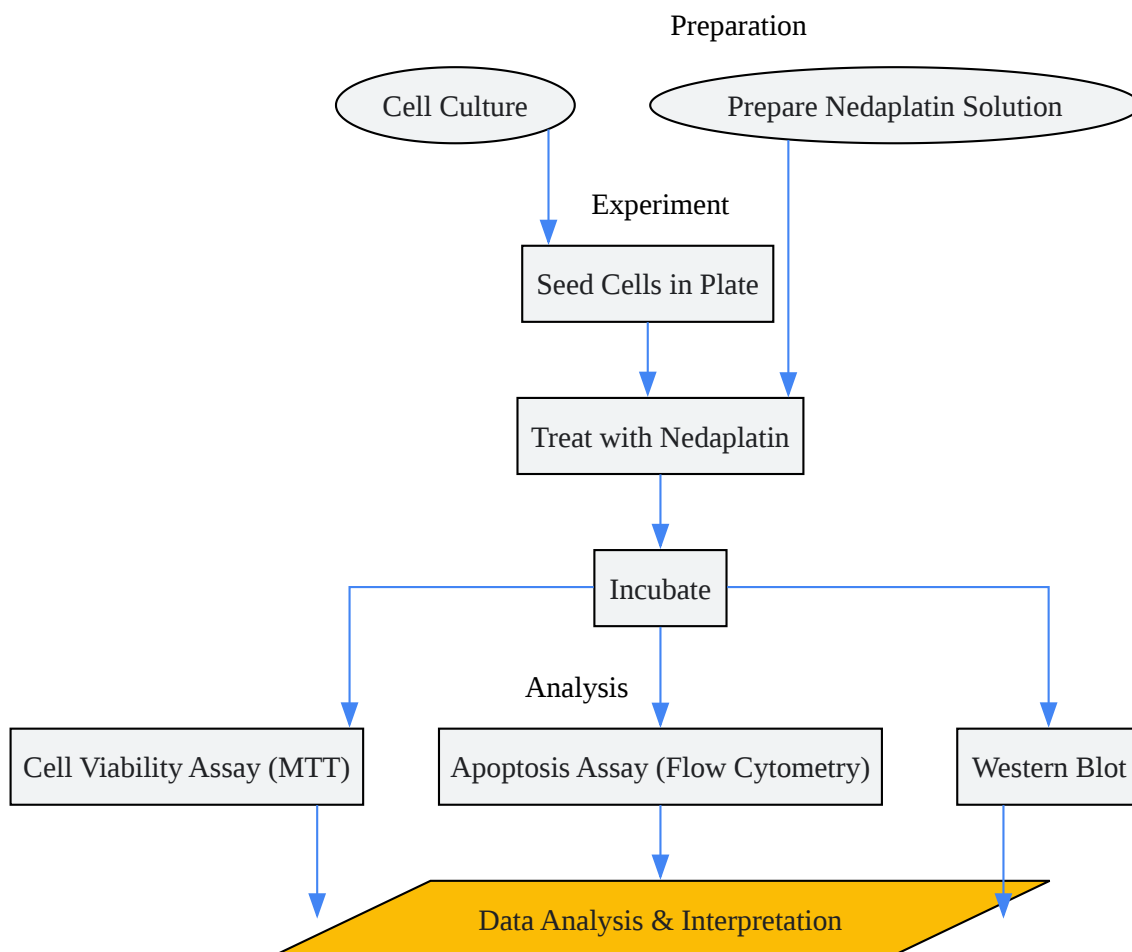 Preparation
Cell Culture
Prepare Nedaplatin Solution
Experiment
Seed Cells in Plate
Treat with Nedaplatin
Incubate
Analysis
Cell Viability Assay (MTT)
Apoptosis Assay (Flow Cytometry)
Western Blot
Data Analysis & Interpretation